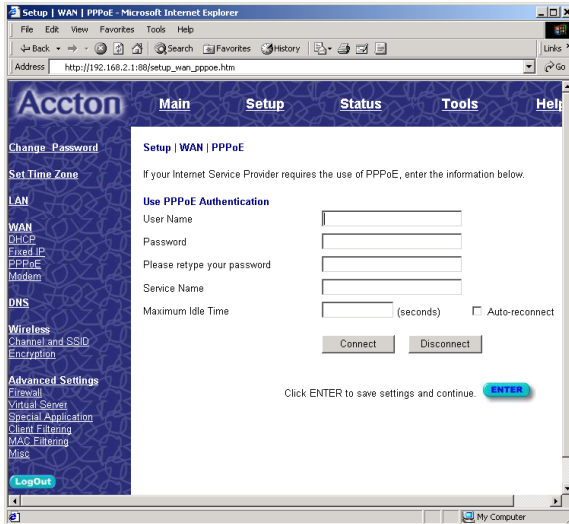 Setup | WAN | PPPoE - Microsoft Internet Explorer
File Edit View Favorites Tools Help
Back Search Favorites History Links
Address http://192.168.2.1:88/setup_wan_pppoe.htm Go
Accton Main Setup Status Tools Help
Change Password
Set Time Zone
LAN
WAN
DHCP
Fixed IP
PPPoE
Modem
DNS
Wireless
Channel and SSID
Encryption
Advanced Settings
Firewall
Virtual Server
Special Application
Client Filtering
MAC Filtering
Misc
LogOut
Setup | WAN | PPPoE
If your Internet Service Provider requires the use of PPPoE, enter the information below.
Use PPPoE Authentication
User Name
Password
Please retype your password
Service Name
Maximum Idle Time (seconds) Auto-reconnect
Connect Disconnect
Click ENTER to save settings and continue. ENTER
My Computer